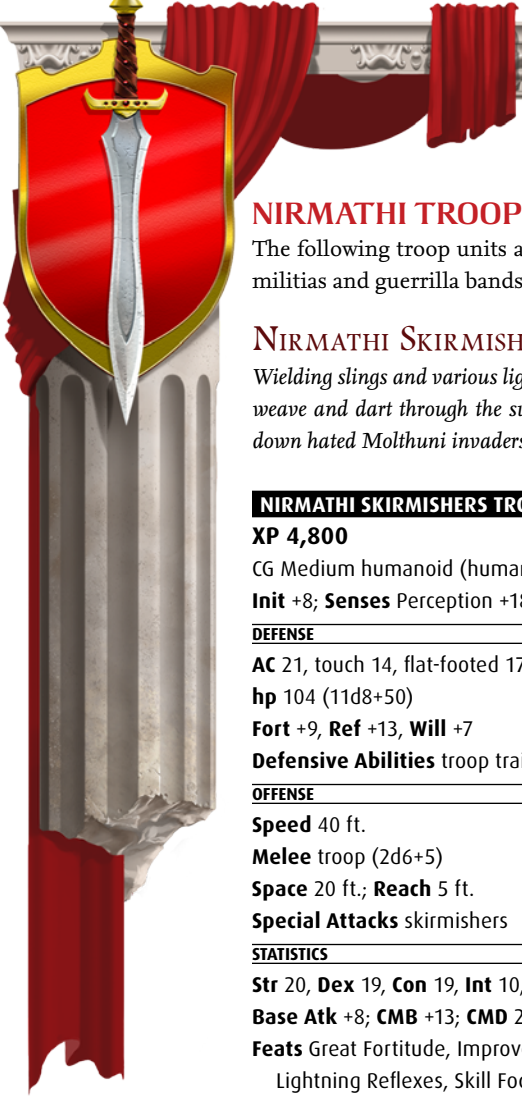 NIRMATHI TROOP
The following troop units a
militias and guerrilla bands
NIRMATHI SKIRMISH
Wielding slings and various lig
weave and dart through the su
down hated Molthuni invaders
NIRMATHI SKIRMISHERS TRO
XP 4,800
CG Medium humanoid (human
Init +8; Senses Perception +18
DEFENSE
AC 21, touch 14, flat-footed 17
hp 104 (11d8+50)
Fort +9, Ref +13, Will +7
Defensive Abilities troop trai
OFFENSE
Speed 40 ft.
Melee troop (2d6+5)
Space 20 ft.; Reach 5 ft.
Special Attacks skirmishers
STATISTICS
Str 20, Dex 19, Con 19, Int 10,
Base Atk +8; CMB +13; CMD 2
Feats Great Fortitude, Improv
Lightning Reflexes, Skill Foc